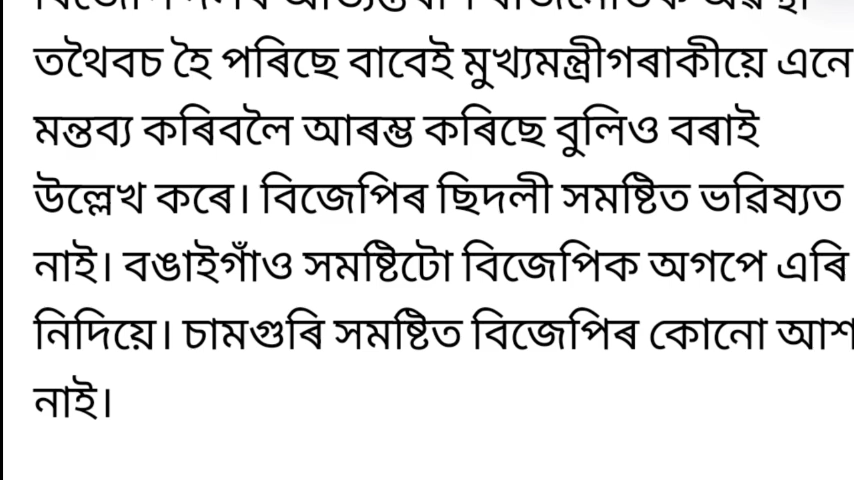 তথৈবচ হৈ পৰিছে বাবেই মুখ্যমন্ত্ৰীগৰাকীয়ে এনে
মন্তব্য কৰিবলৈ আৰম্ভ কৰিছে বুলিও বৰাই
উল্লেখ কৰে। বিজেপিৰ ছিদলী সমষ্টিত ভৱিষ্যত
নাই। বঙাইগাঁও সমষ্টিটো বিজেপিক অগপে এৰি
নিদিয়ে। চামগুৰি সমষ্টিত বিজেপিৰ কোনো আশ
নাই।